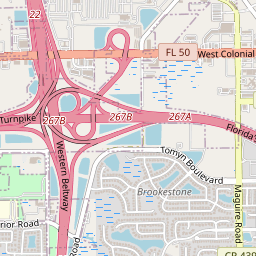 22
FL 50
West Colonial
Turnpike
267B
267B
267A
Florida's
Western Beltway
Tomyn Boulevard
Brookestone
Maguire Road
rior Road
CR 439